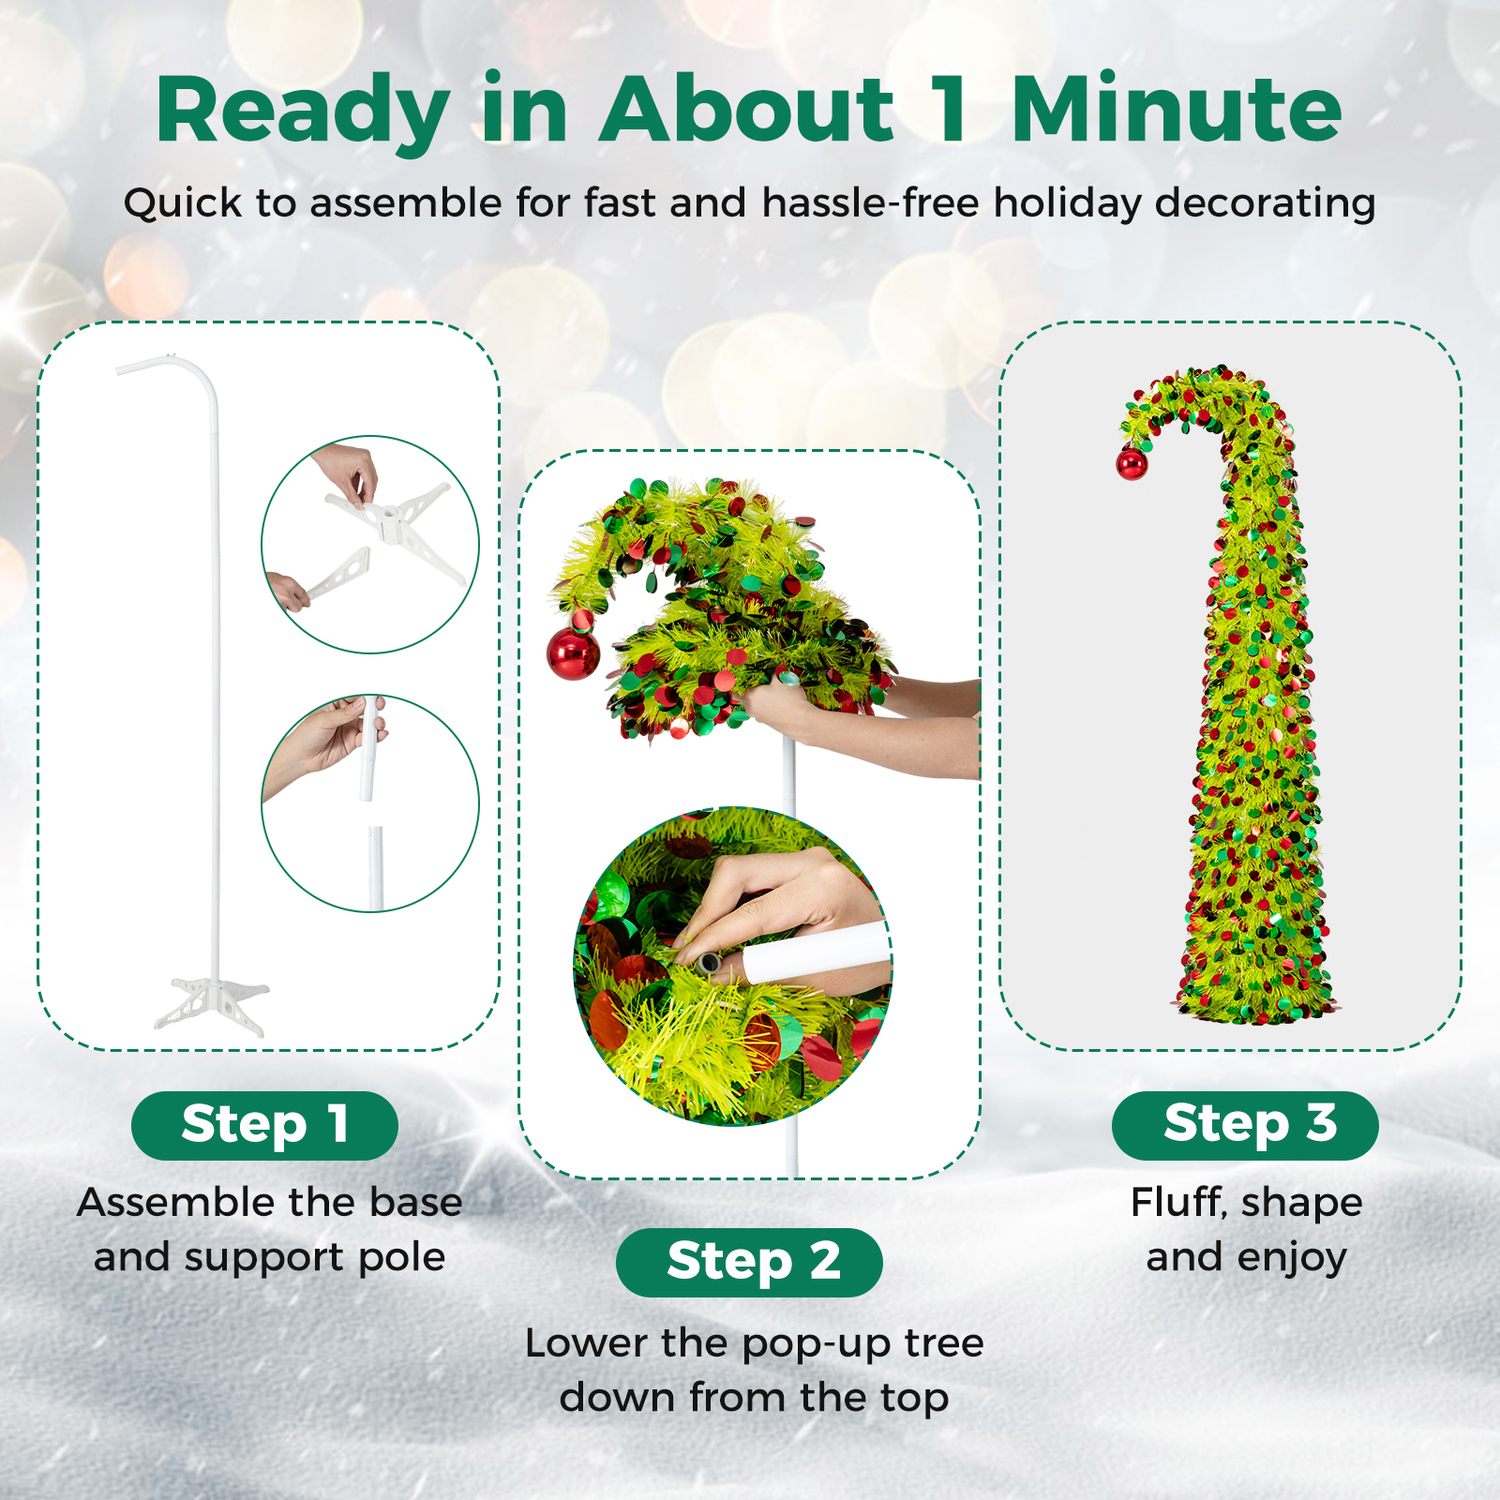 Ready in About 1 Minute
Quick to assemble for fast and hassle-free holiday decorating
Step 1
Assemble the base
and support pole
Step 2
Lower the pop-up tree
down from the top
Step 3
Fluff, shape
and enjoy